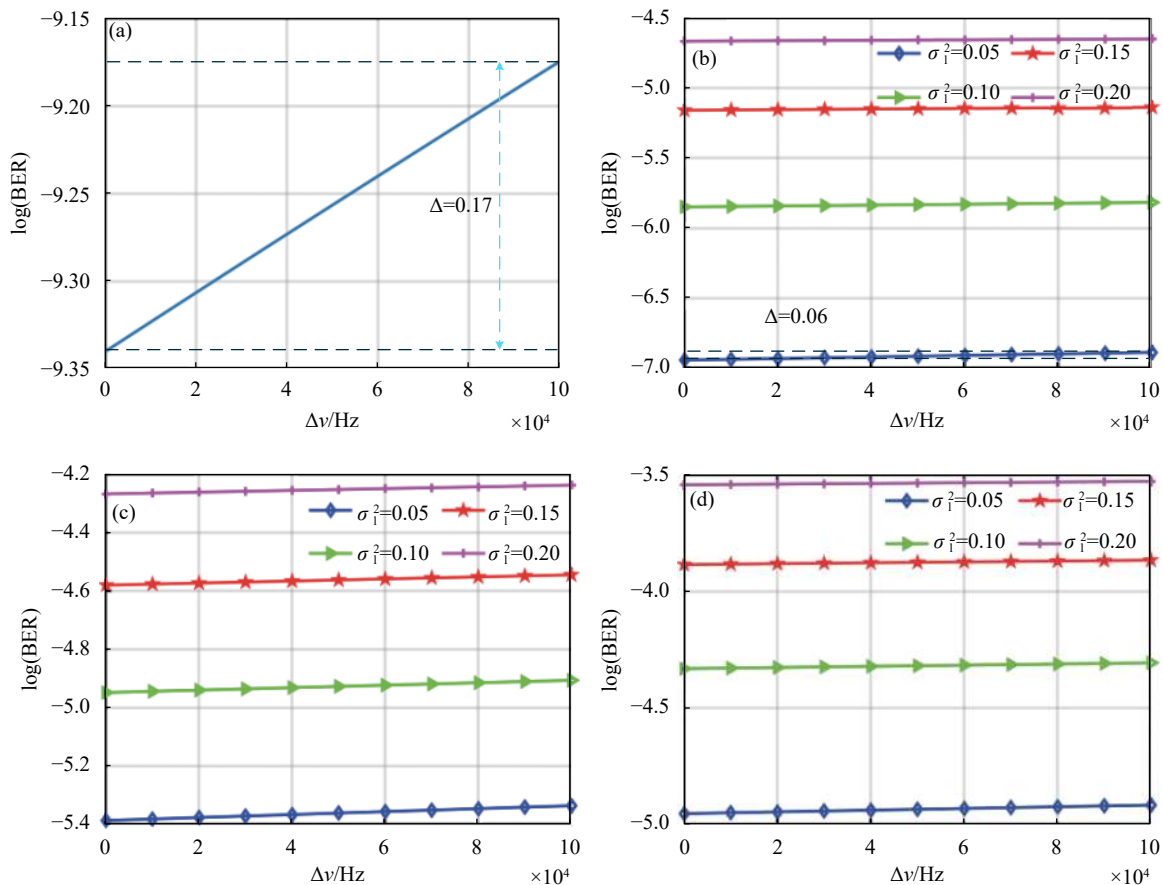 (a)
−9.15
−9.20
−9.25
−9.30
−9.35
log(BER)
Δ=0.17
0 2 4 6 8 10
Δv/Hz ×10⁴
(b)
−4.5
−5.0
−5.5
−6.0
−6.5
−7.0
log(BER)
σ₁²=0.05 σ₁²=0.15
σ₁²=0.10 σ₁²=0.20
Δ=0.06
0 2 4 6 8 10
Δv/Hz ×10⁴
(c)
−4.2
−4.4
−4.6
−4.8
−5.0
−5.2
−5.4
log(BER)
σ₁²=0.05 σ₁²=0.15
σ₁²=0.10 σ₁²=0.20
0 2 4 6 8 10
Δv/Hz ×10⁴
(d)
−3.5
−4.0
−4.5
−5.0
log(BER)
σ₁²=0.05 σ₁²=0.15
σ₁²=0.10 σ₁²=0.20
0 2 4 6 8 10
Δv/Hz ×10⁴